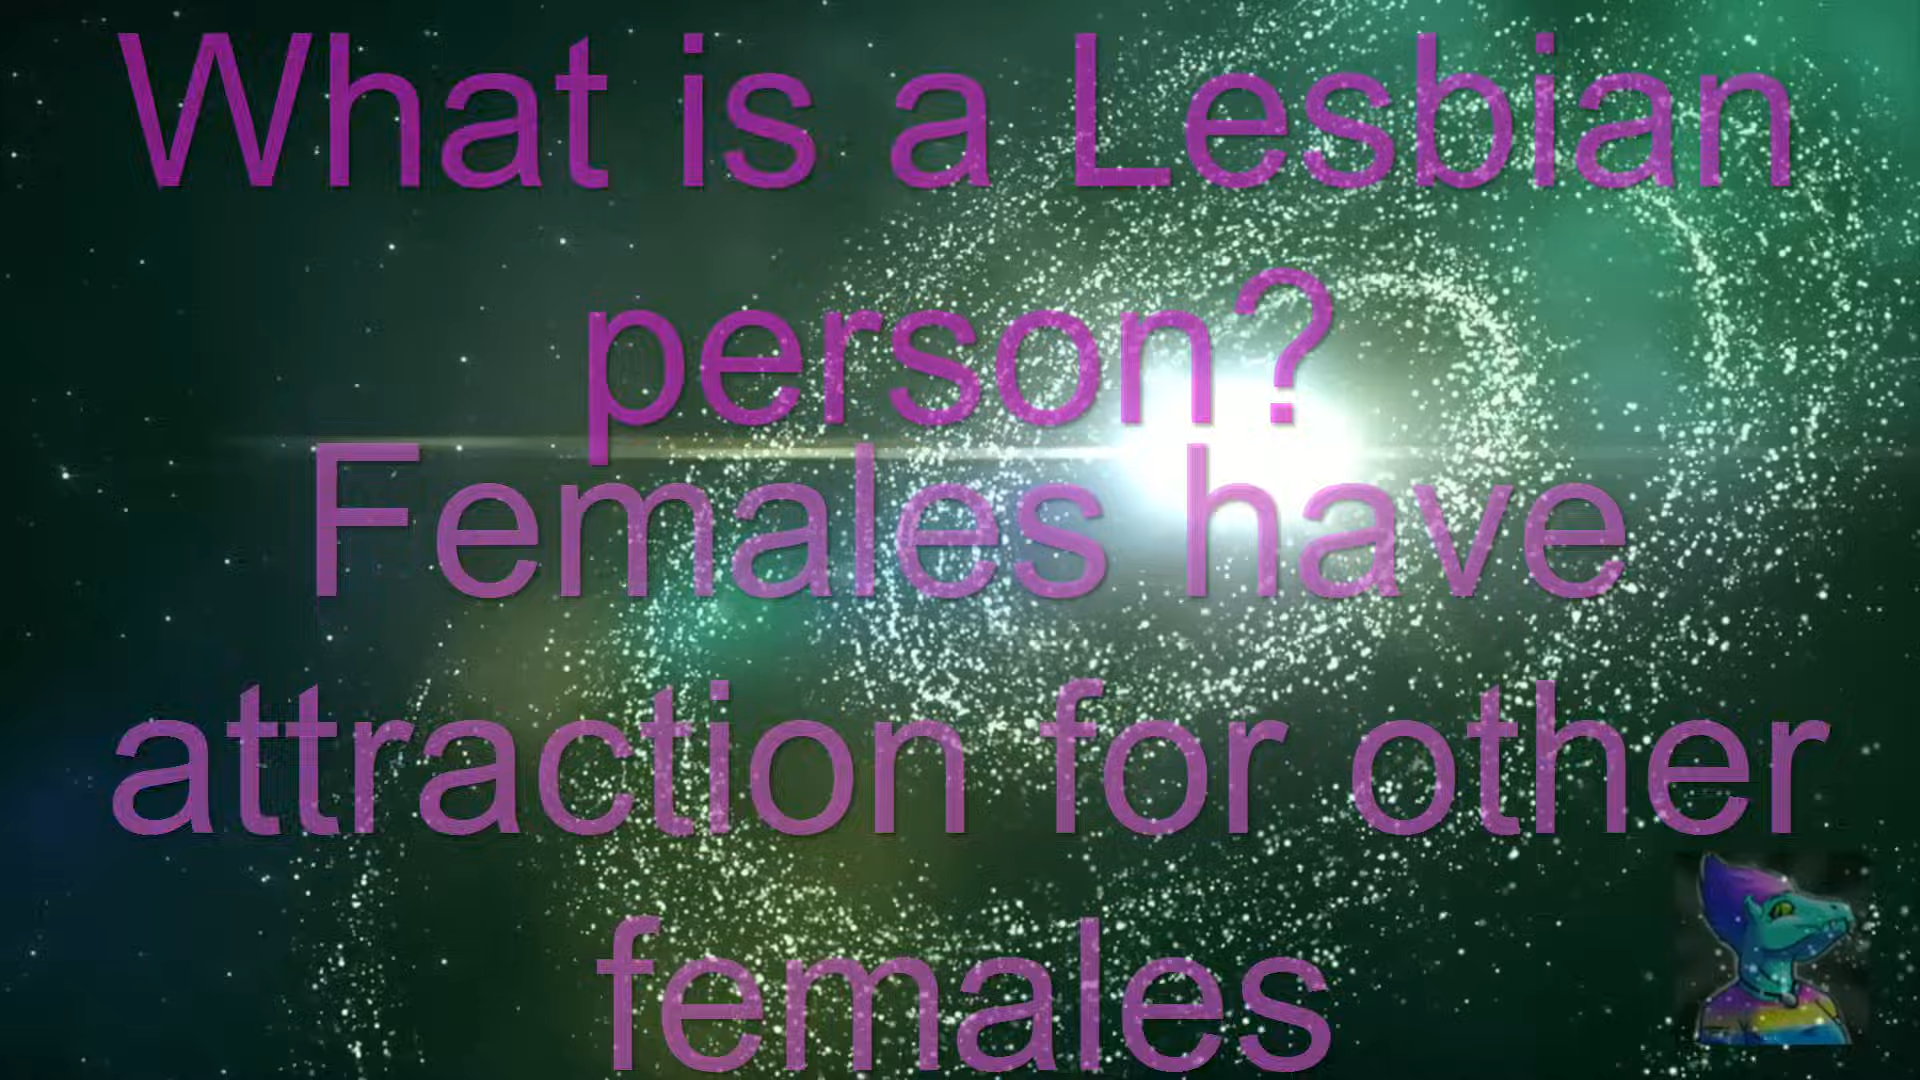 What is a Lesbian
person?
Females have
attraction for other
females